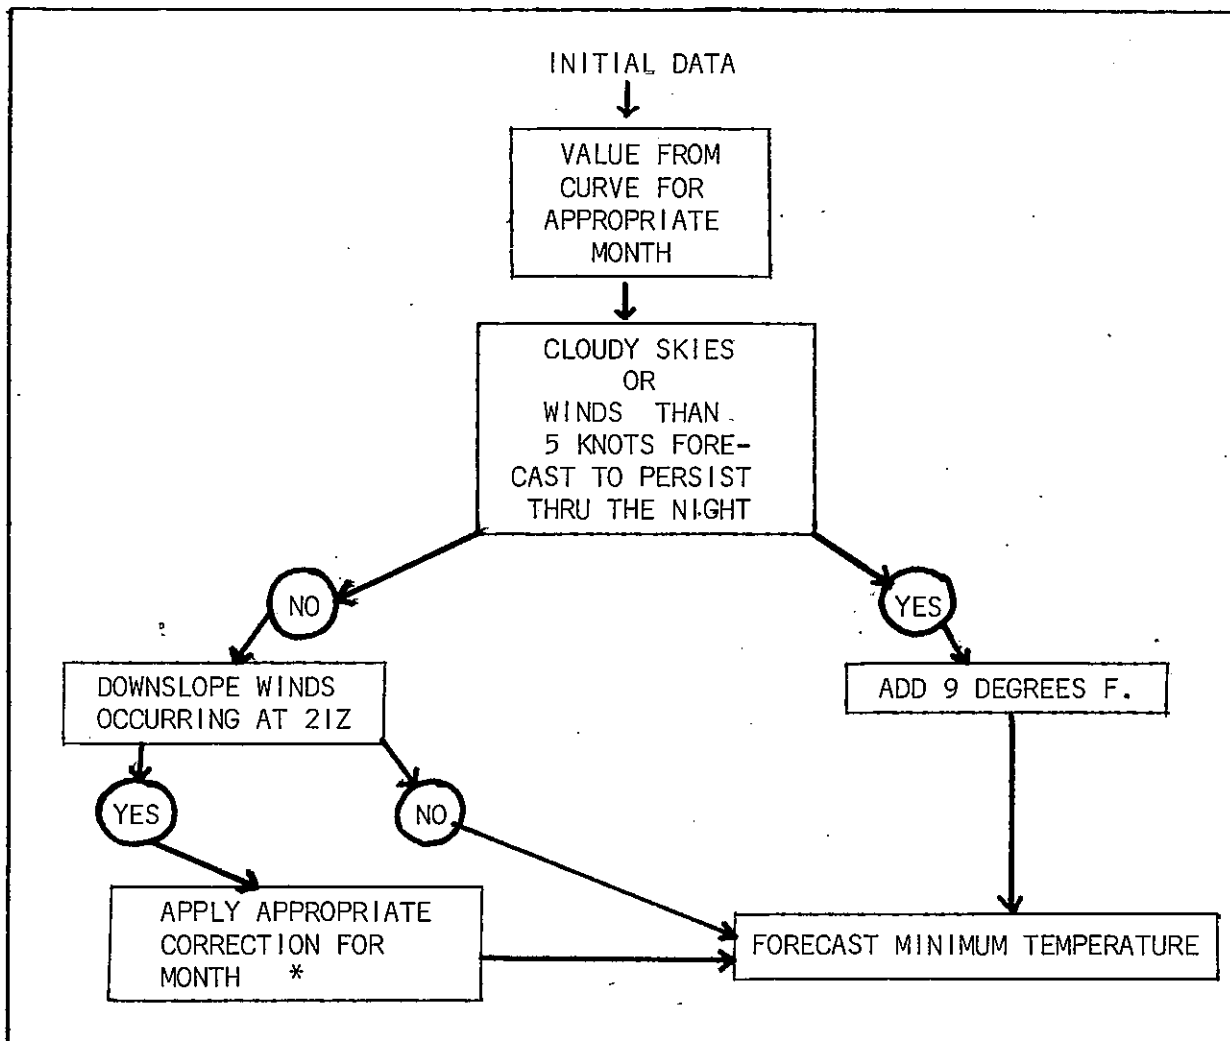 INITIAL DATA
VALUE FROM
CURVE FOR
APPROPRIATE
MONTH
CLOUDY SKIES
OR
WINDS THAN
5 KNOTS FORE-
CAST TO PERSIST
THRU THE NIGHT
NO
YES
DOWNSLOPE WINDS
OCCURRING AT 21Z
ADD 9 DEGREES F.
YES
NO
APPLY APPROPRIATE
CORRECTION FOR
MONTH *
FORECAST MINIMUM TEMPERATURE